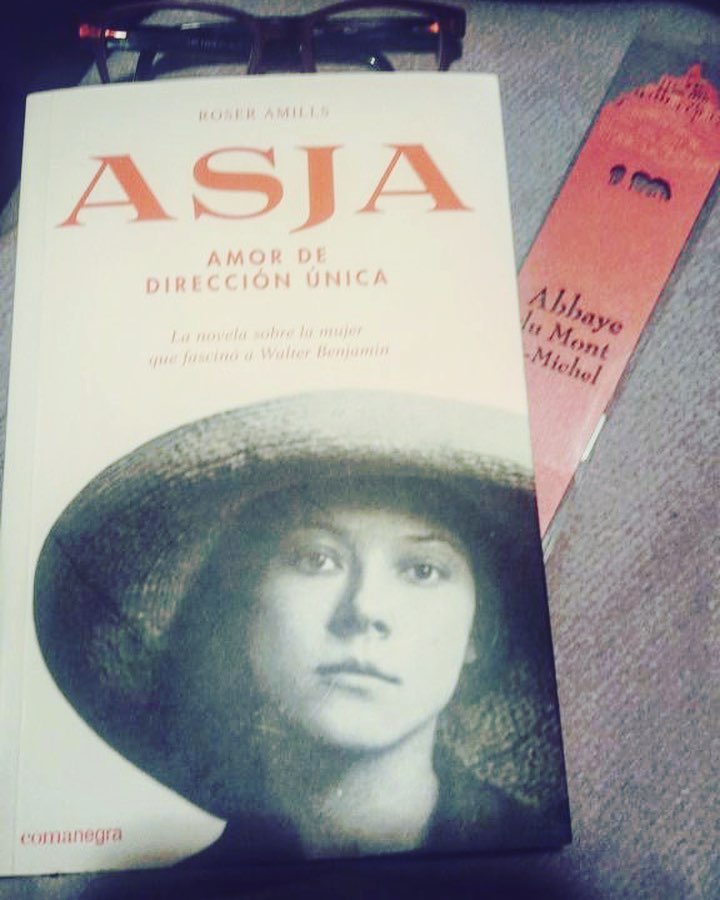 ROSER AMILLS
ASJA
AMOR DE
DIRECCIÓN ÚNICA
La novela sobre la mujer
que fascinó a Walter Benjamin
comanegra
Abbaye
du Mont
-Michel